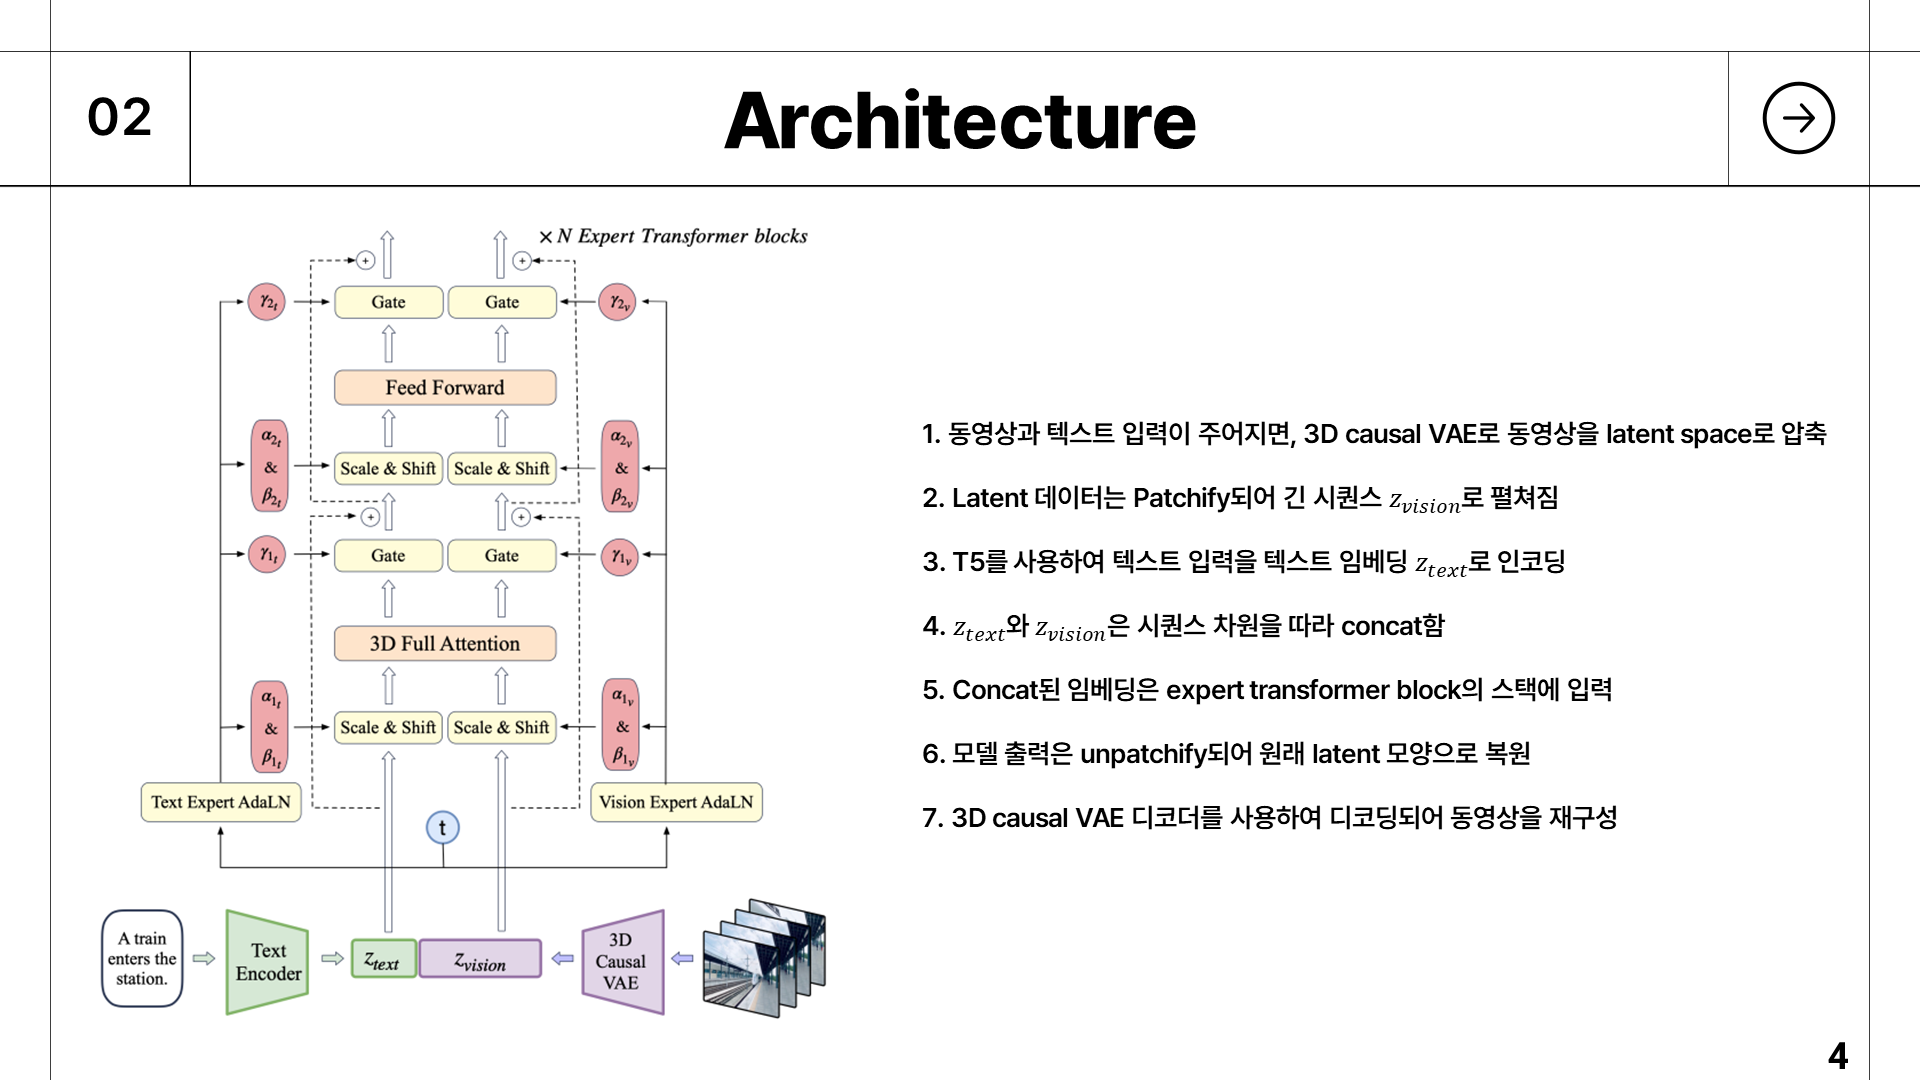 02
Architecture
× N Expert Transformer blocks
+
+
γ2t
Gate
Gate
γ2v
Feed Forward
α2t
&
β2t
Scale & Shift
Scale & Shift
α2v
&
β2v
+
+
γ1t
Gate
Gate
γ1v
3D Full Attention
α1t
&
β1t
Scale & Shift
Scale & Shift
α1v
&
β1v
Text Expert AdaLN
Vision Expert AdaLN
t
A train
enters the
station.
Text
Encoder
ztext
zvision
3D
Causal
VAE
1. 동영상과 텍스트 입력이 주어지면, 3D causal VAE로 동영상을 latent space로 압축
2. Latent 데이터는 Patchify되어 긴 시퀀스 zvision로 펼쳐짐
3. T5를 사용하여 텍스트 입력을 텍스트 임베딩 ztext로 인코딩
4. ztext와 zvision은 시퀀스 차원을 따라 concat함
5. Concat된 임베딩은 expert transformer block의 스택에 입력
6. 모델 출력은 unpatchify되어 원래 latent 모양으로 복원
7. 3D causal VAE 디코더를 사용하여 디코딩되어 동영상을 재구성
4